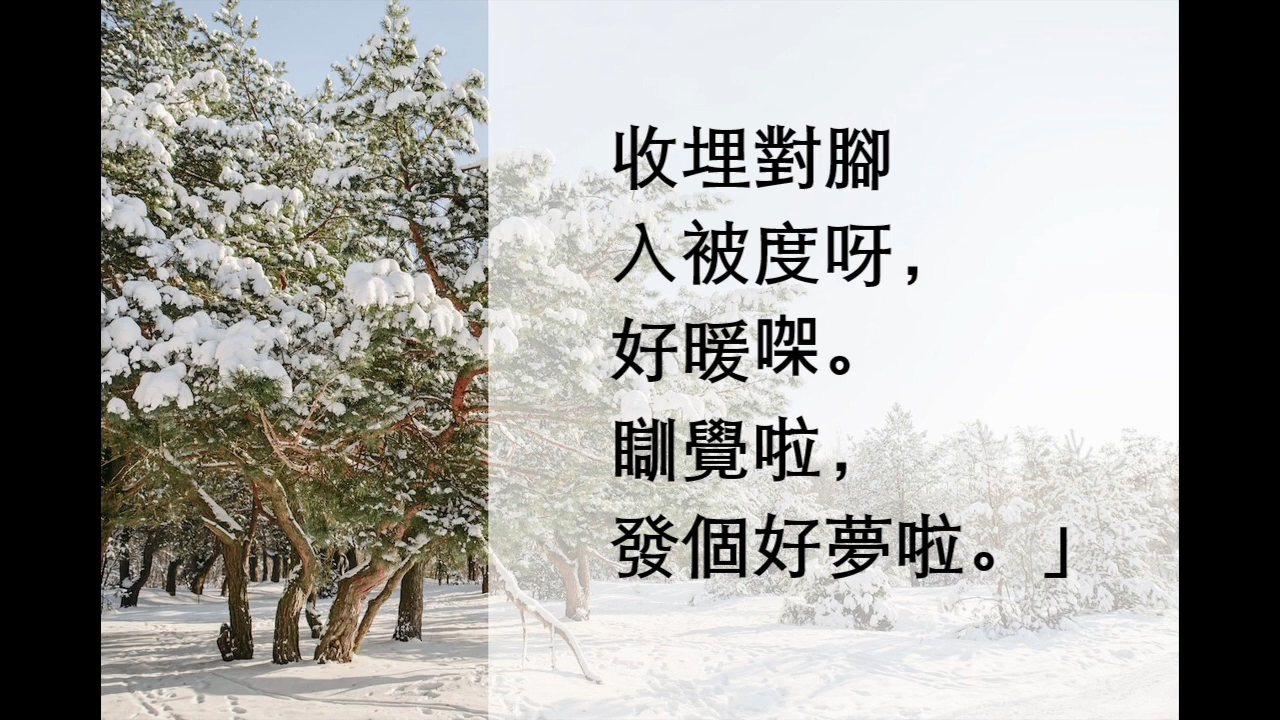 收埋對腳
入被度呀，
好暖㗎。
瞓覺啦，
發個好夢啦。」